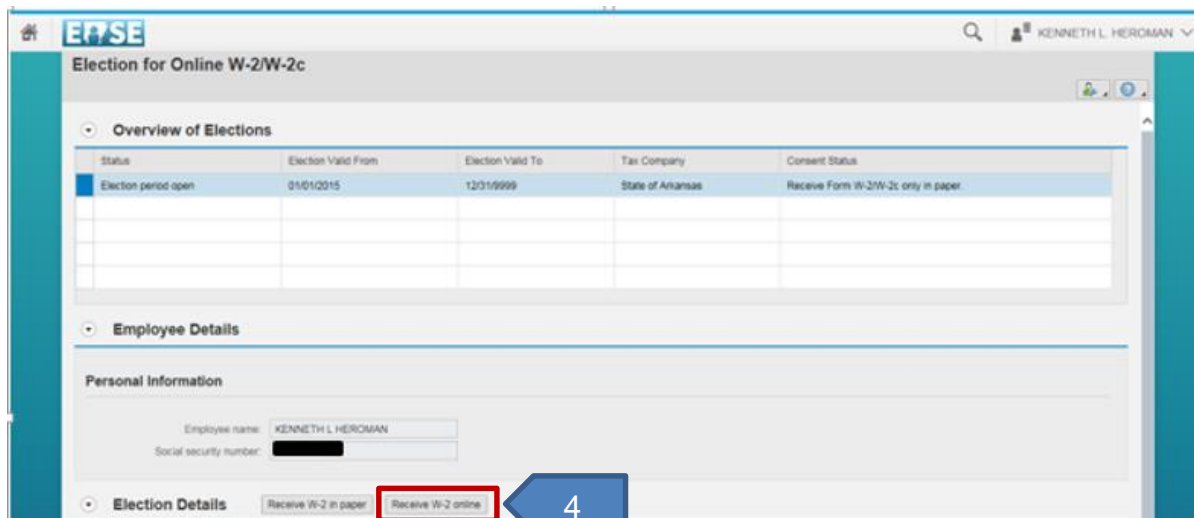 EASE
KENNETH L. HEROMAN
Election for Online W-2/W-2c
Overview of Elections
Status Election Valid From Election Valid To Tax Company Consent Status
Election period open 01/01/2015 12/31/9999 State of Arkansas Receive Form W-2/W-2c only in paper.
Employee Details
Personal Information
Employee name: KENNETH L HEROMAN
Social security number:
Election Details Receive W-2 in paper Receive W-2 online 4